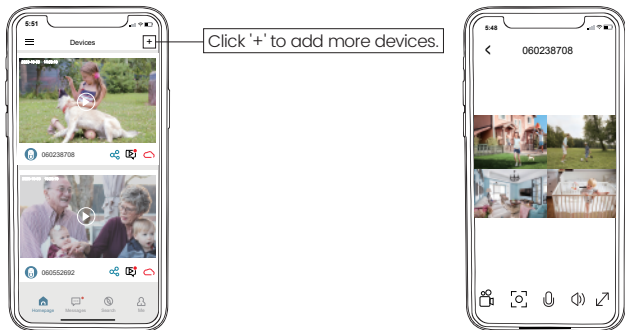 5:51
Devices
+
Click '+' to add more devices.
060238708
060552692
Homepage
Messages
Search
Me
5:48
060238708